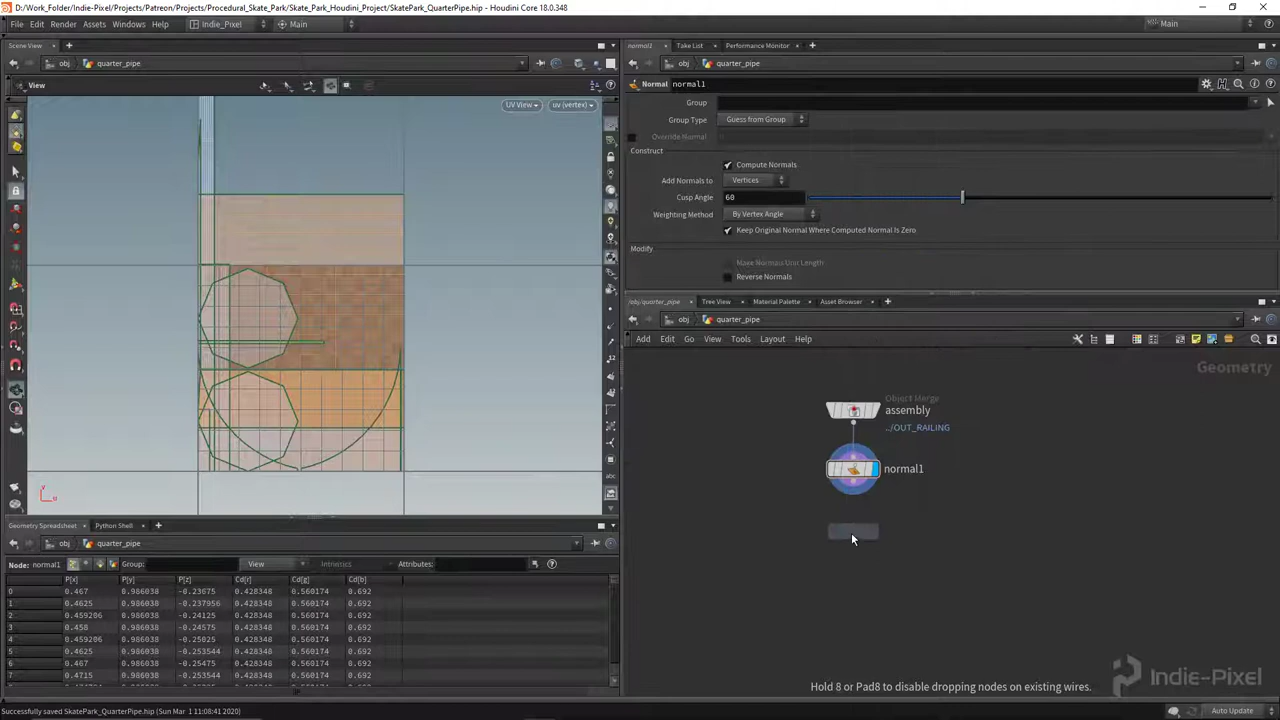 D:/Work_Folder/Indie-Pixel/Projects/Patreon/Projects/Procedural_Skate_Park/Skate_Park_Houdini_Project/SkatePark_QuarterPipe.hip - Houdini Core 18.0.348
File Edit Render Assets Windows Help Indie_Pixel Main Main
Scene View
obj quarter_pipe
View
UV View uv (vertex)
normal1 Take List Performance Monitor
obj quarter_pipe
Normal normal1
Group
Group Type Guess from Group
Override Normal
Construct
Compute Normals
Add Normals to Vertices
Cusp Angle 60
Weighting Method By Vertex Angle
Keep Original Normal Where Computed Normal Is Zero
Modify
Make Normals Unit Length
Reverse Normals
/obj/quarter_pipe Tree View Material Palette Asset Browser
obj quarter_pipe
Add Edit Go View Tools Layout Help
Geometry
Object Merge
assembly
../OUT_RAILING
normal1
Indie-Pixel
Hold 8 or Pad8 to disable dropping nodes on existing wires.
Geometry Spreadsheet Python Shell
obj quarter_pipe
Node: normal1 Group: View Intrinsics Attributes:
P[x] P[y] P[z] Cd[r] Cd[g] Cd[b]
0 0.467 0.986038 -0.23675 0.428348 0.560174 0.692
1 0.4625 0.986038 -0.237956 0.428348 0.560174 0.692
2 0.459206 0.986038 -0.24125 0.428348 0.560174 0.692
3 0.458 0.986038 -0.24575 0.428348 0.560174 0.692
4 0.459206 0.986038 -0.25025 0.428348 0.560174 0.692
5 0.4625 0.986038 -0.253544 0.428348 0.560174 0.692
6 0.467 0.986038 -0.25475 0.428348 0.560174 0.692
7 0.4715 0.986038 -0.253544 0.428348 0.560174 0.692
Successfully saved SkatePark_QuarterPipe.hip (Sun Mar 1 11:08:41 2020)
Auto Update